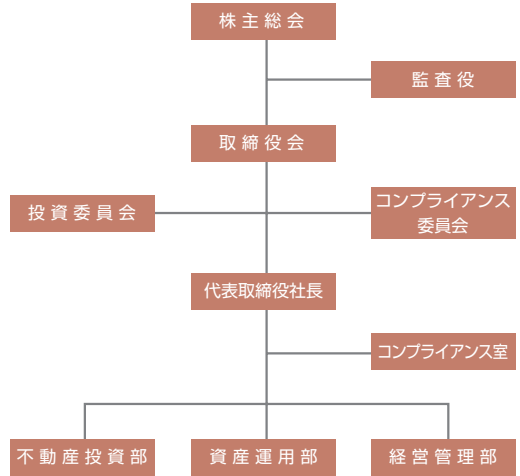 株主総会
監査役
取締役会
投資委員会
コンプライアンス
委員会
代表取締役社長
コンプライアンス室
不動産投資部
資産運用部
経営管理部